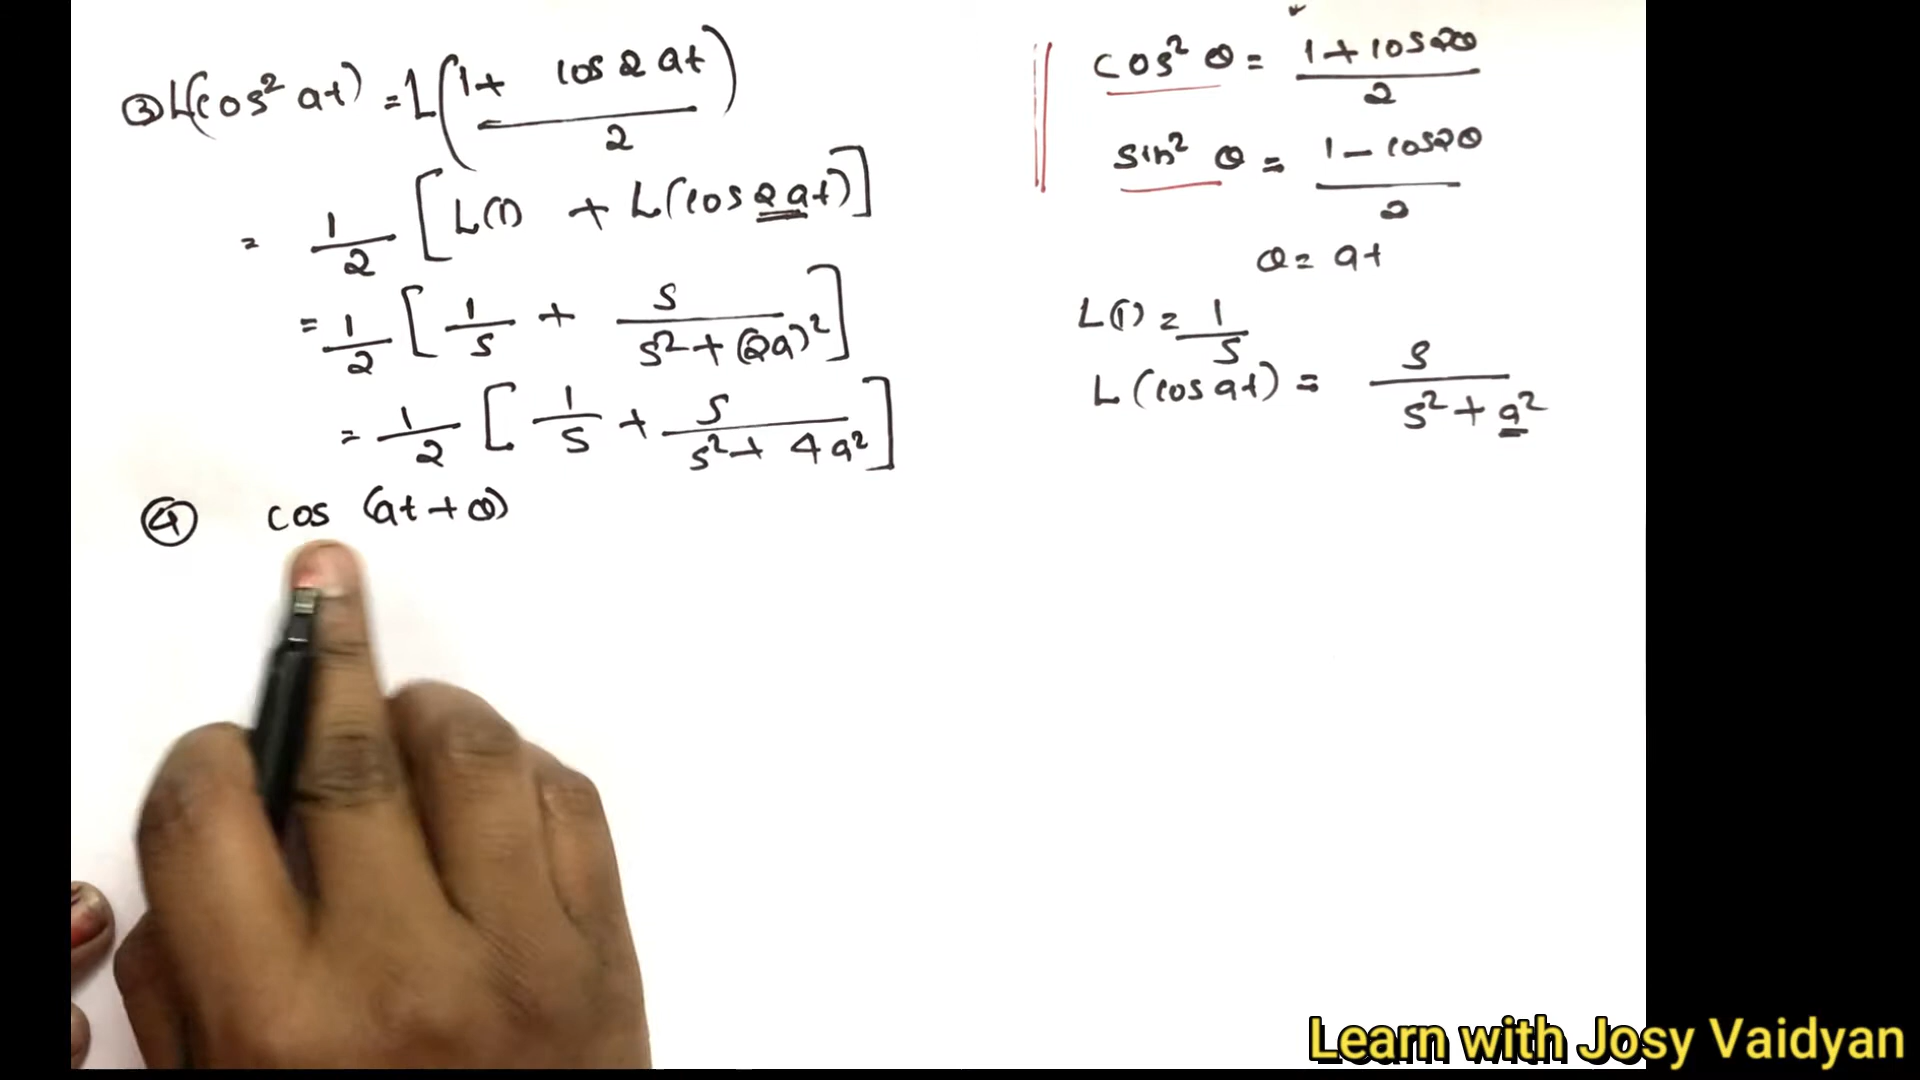 ③ L(cos² at) = L(1 + cos 2at / 2)
= 1/2 [L(1) + L(cos 2at)]
= 1/2 [1/s + s/(s² + (2a)²)]
= 1/2 [1/s + s/(s² + 4a²)]
④ cos (at + θ)
cos² θ = 1 + cos2θ / 2
sin² θ = 1 - cos2θ / 2
θ = at
L(1) = 1/s
L(cos at) = s/(s² + a²)
Learn with Josy Vaidyan